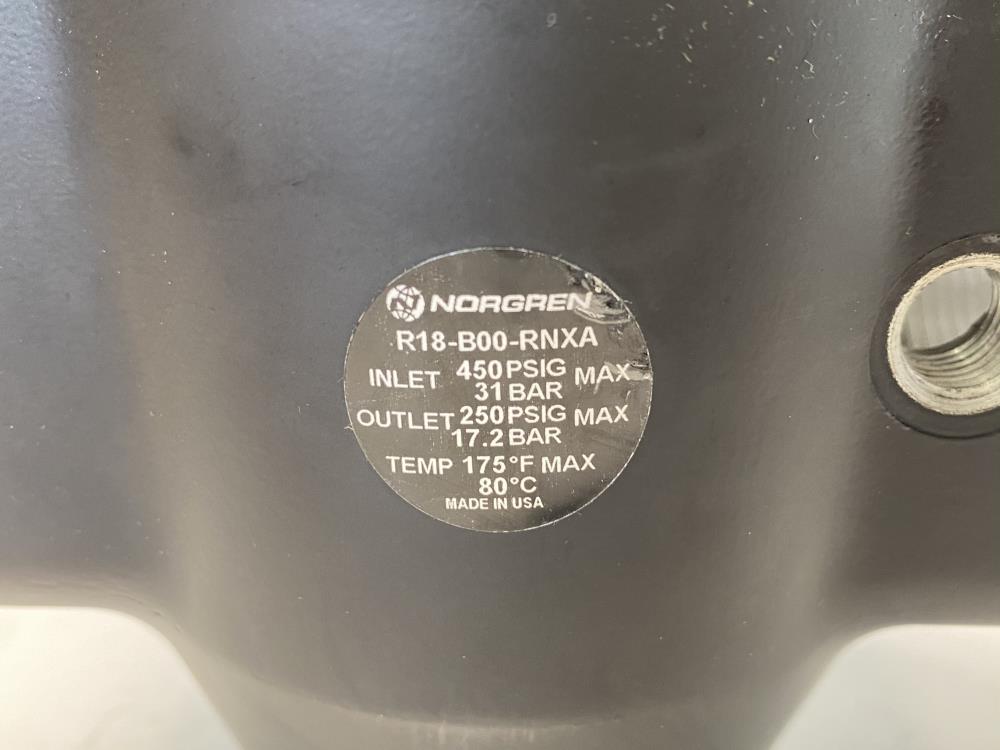 NORGREN
R18-B00-RNXA
INLET 450 PSIG MAX
31 BAR
OUTLET 250 PSIG MAX
17.2 BAR
TEMP 175°F MAX
80°C
MADE IN USA